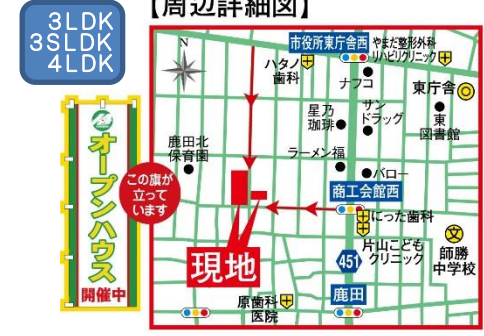 【周辺詳細図】
3LDK
3SLDK
4LDK
オープンハウス
開催中
この旗が
立って
います
N
市役所東庁舎西
やまだ整形外科
リハビリクリニック
ハタノ
歯科
ナフコ
東庁舎
星乃
珈琲
サン
ドラッグ
東
図書館
鹿田北
保育園
ラーメン福
バロー
商工会館西
にった歯科
現地
451
片山こども
クリニック
師勝
中学校
文
原歯科
医院
鹿田